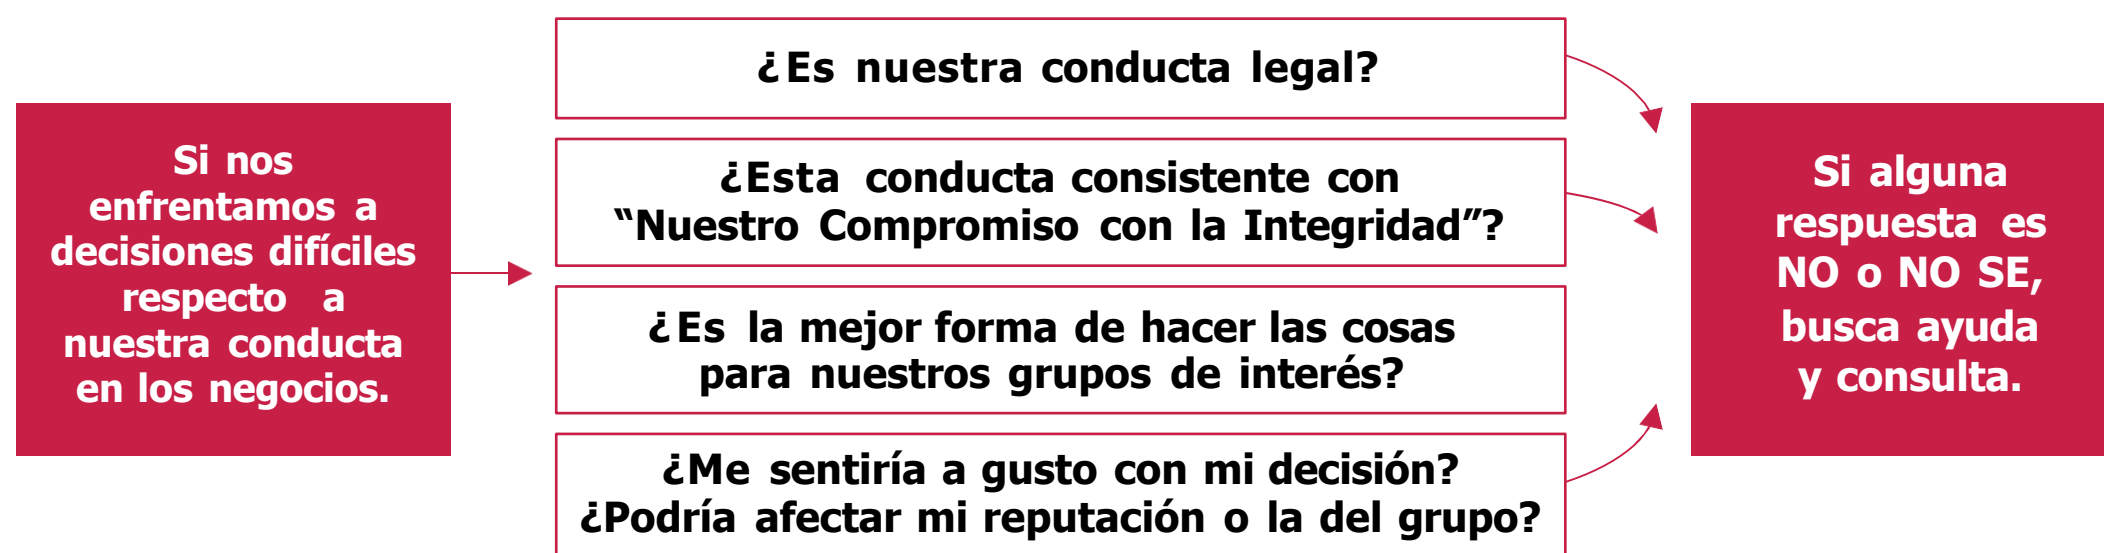 Si nos
enfrentamos a
decisiones difíciles
respecto a
nuestra conducta
en los negocios.
¿Es nuestra conducta legal?
¿Esta conducta consistente con
“Nuestro Compromiso con la Integridad”?
¿Es la mejor forma de hacer las cosas
para nuestros grupos de interés?
¿Me sentiría a gusto con mi decisión?
¿Podría afectar mi reputación o la del grupo?
Si alguna
respuesta es
NO o NO SE,
busca ayuda
y consulta.